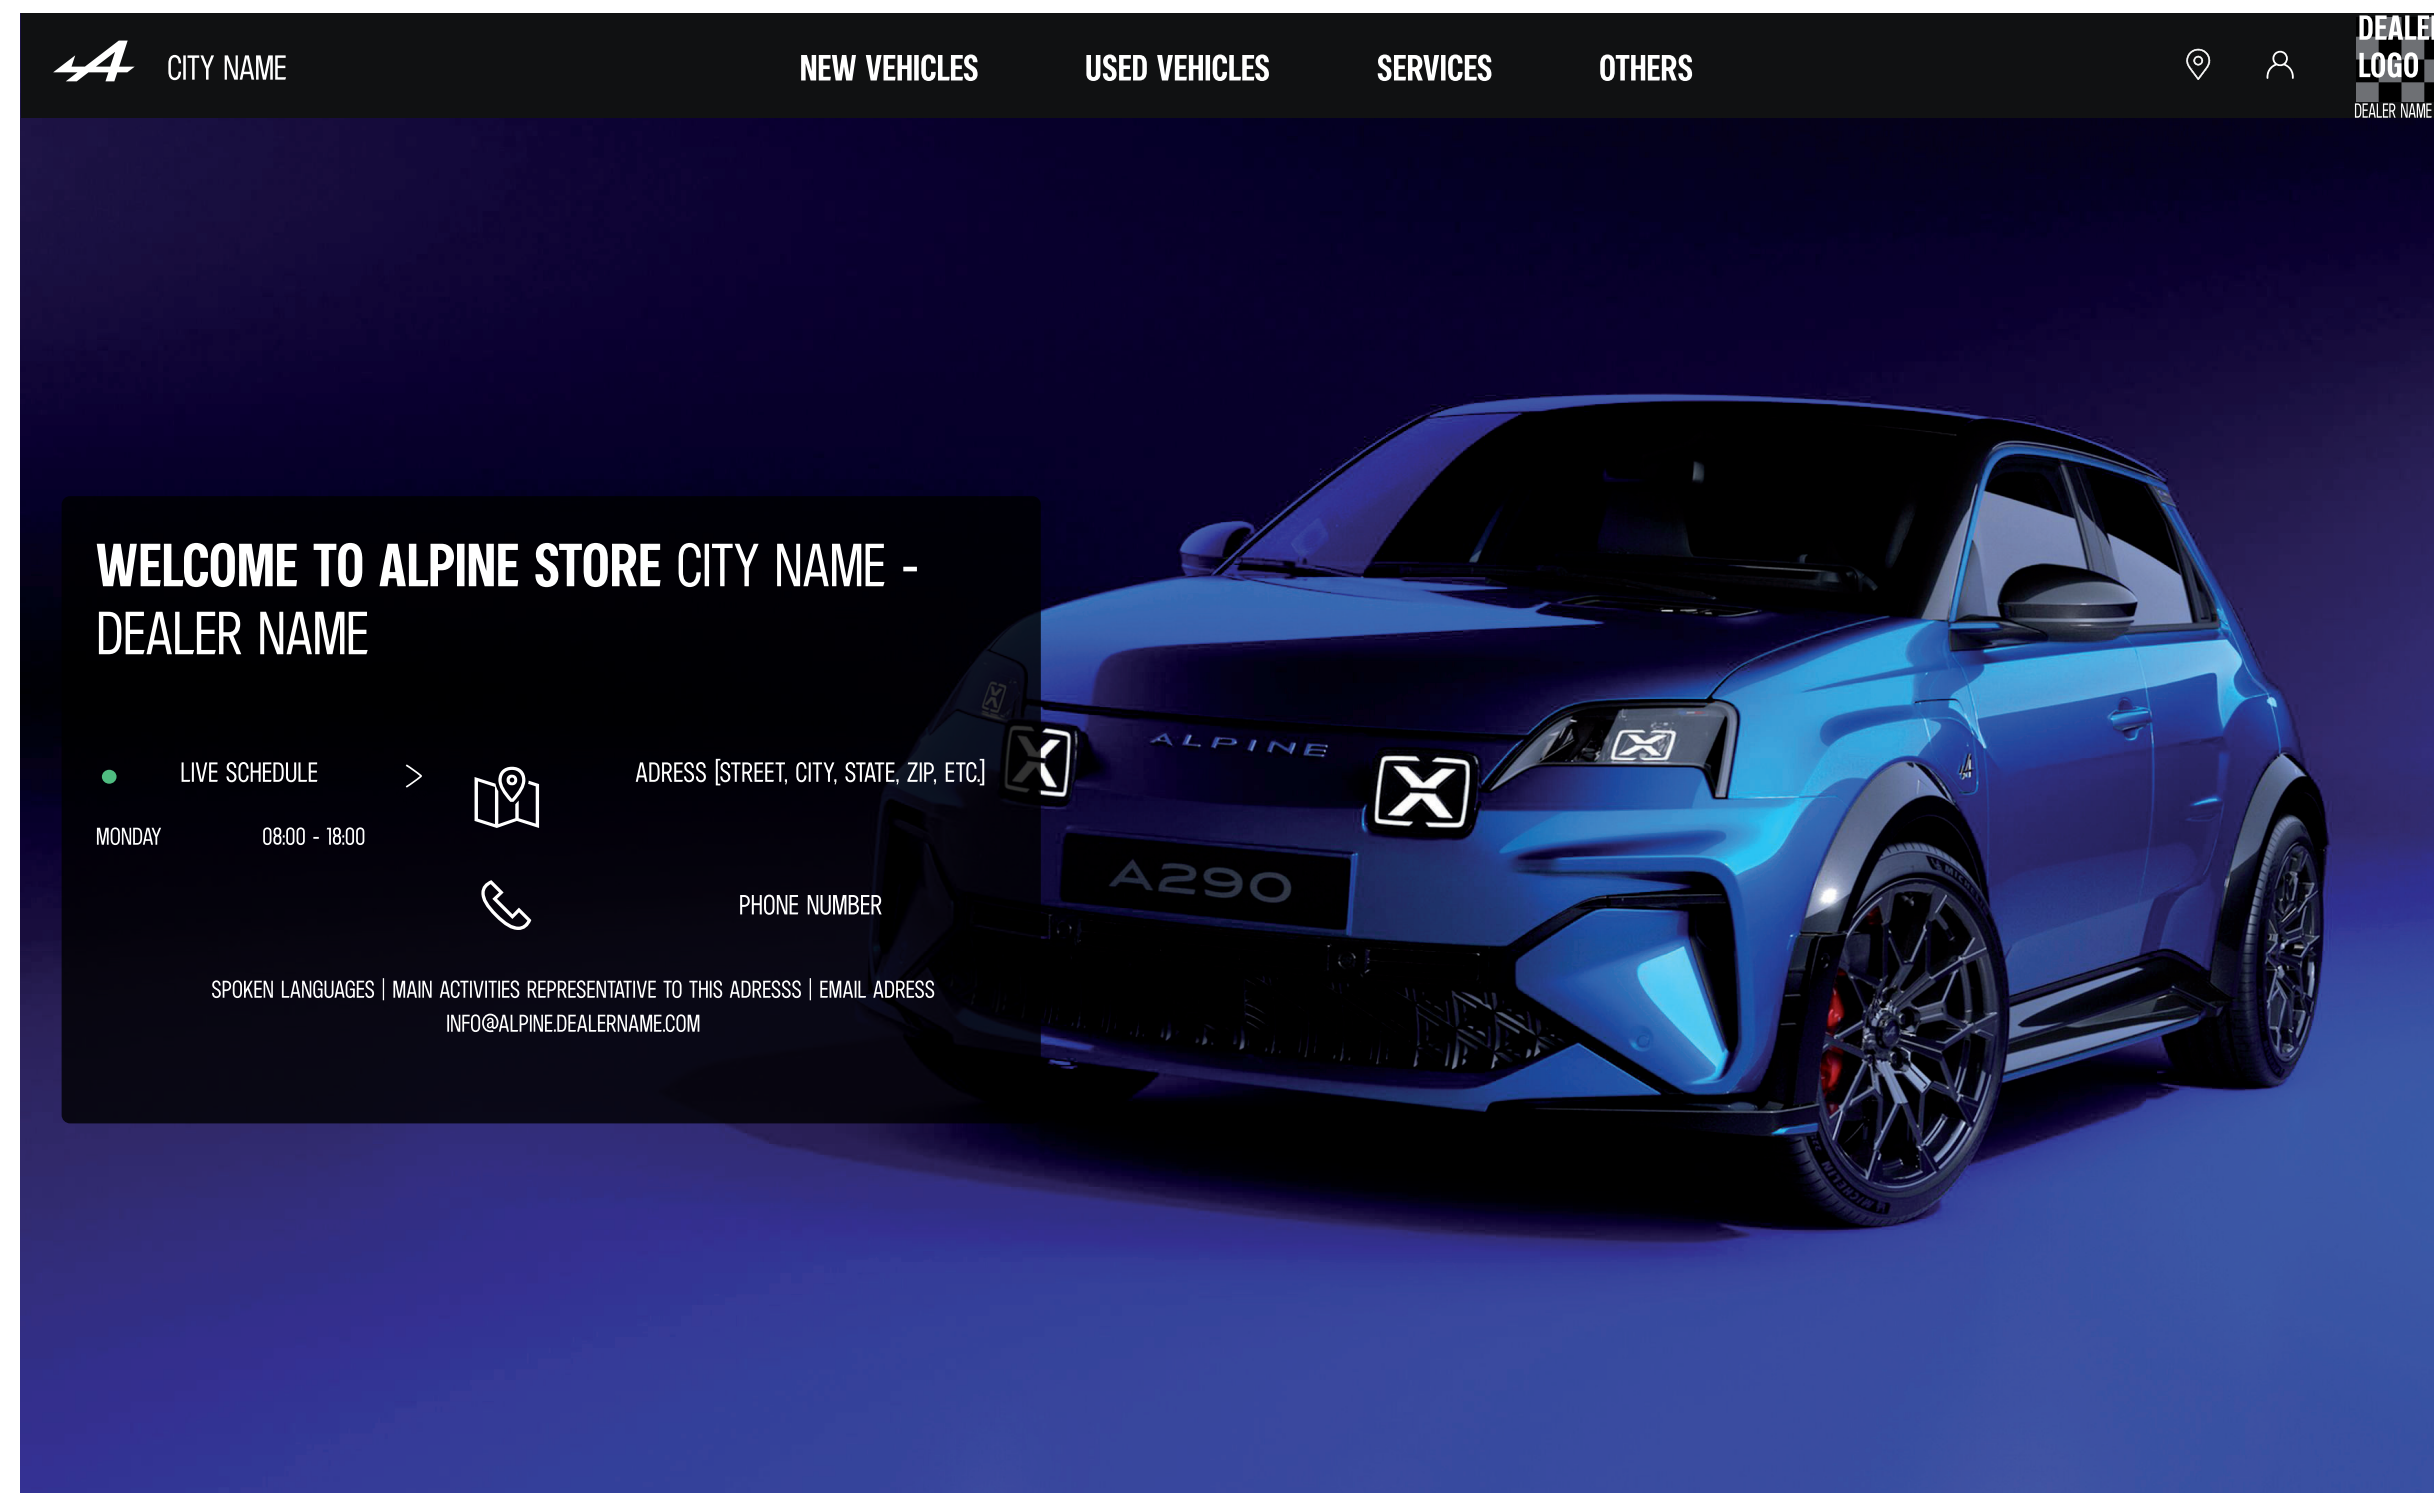 CITY NAME
NEW VEHICLES
USED VEHICLES
SERVICES
OTHERS
LOGO
DEALER NAME
WELCOME TO ALPINE STORE CITY NAME -
DEALER NAME
LIVE SCHEDULE
ADRESS [STREET, CITY, STATE, ZIP, ETC.]
MONDAY
08:00 - 18:00
PHONE NUMBER
SPOKEN LANGUAGES | MAIN ACTIVITIES REPRESENTATIVE TO THIS ADRESSS | EMAIL ADRESS
INFO@ALPINE.DEALERNAME.COM
ALPINE
A290
MICHELIN